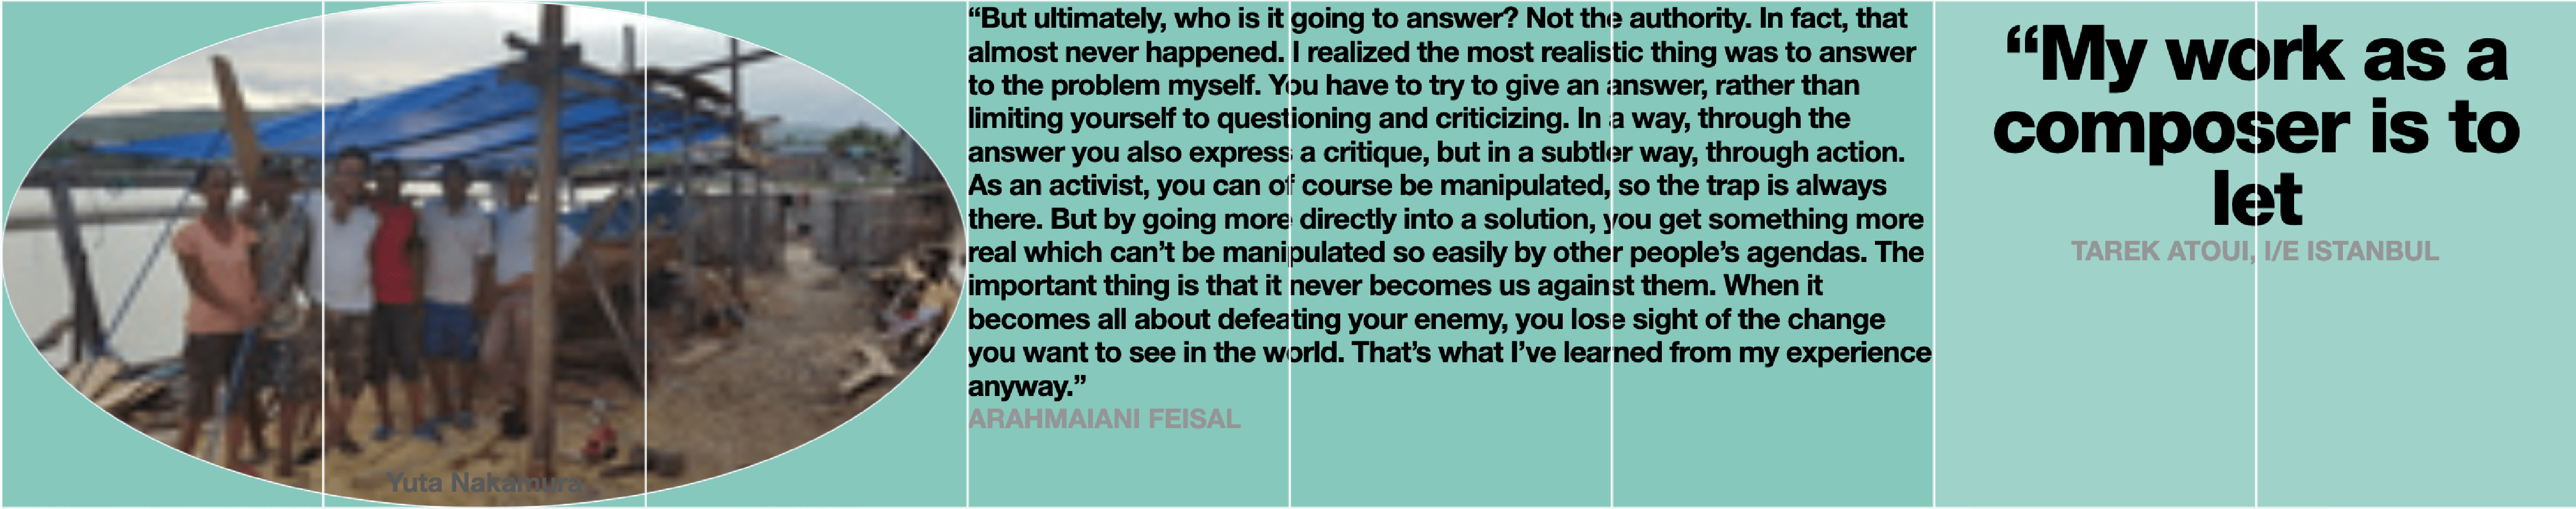 Yuta Nakamura
“But ultimately, who is it going to answer? Not the authority. In fact, that
almost never happened. I realized the most realistic thing was to answer
to the problem myself. You have to try to give an answer, rather than
limiting yourself to questioning and criticizing. In a way, through the
answer you also express a critique, but in a subtler way, through action.
As an activist, you can of course be manipulated, so the trap is always
there. But by going more directly into a solution, you get something more
real which can’t be manipulated so easily by other people’s agendas. The
important thing is that it never becomes us against them. When it
becomes all about defeating your enemy, you lose sight of the change
you want to see in the world. That’s what I’ve learned from my experience
anyway.”
ARAHMAIANI FEISAL
“My work as a
composer is to
let
TAREK ATOUI, I/E ISTANBUL